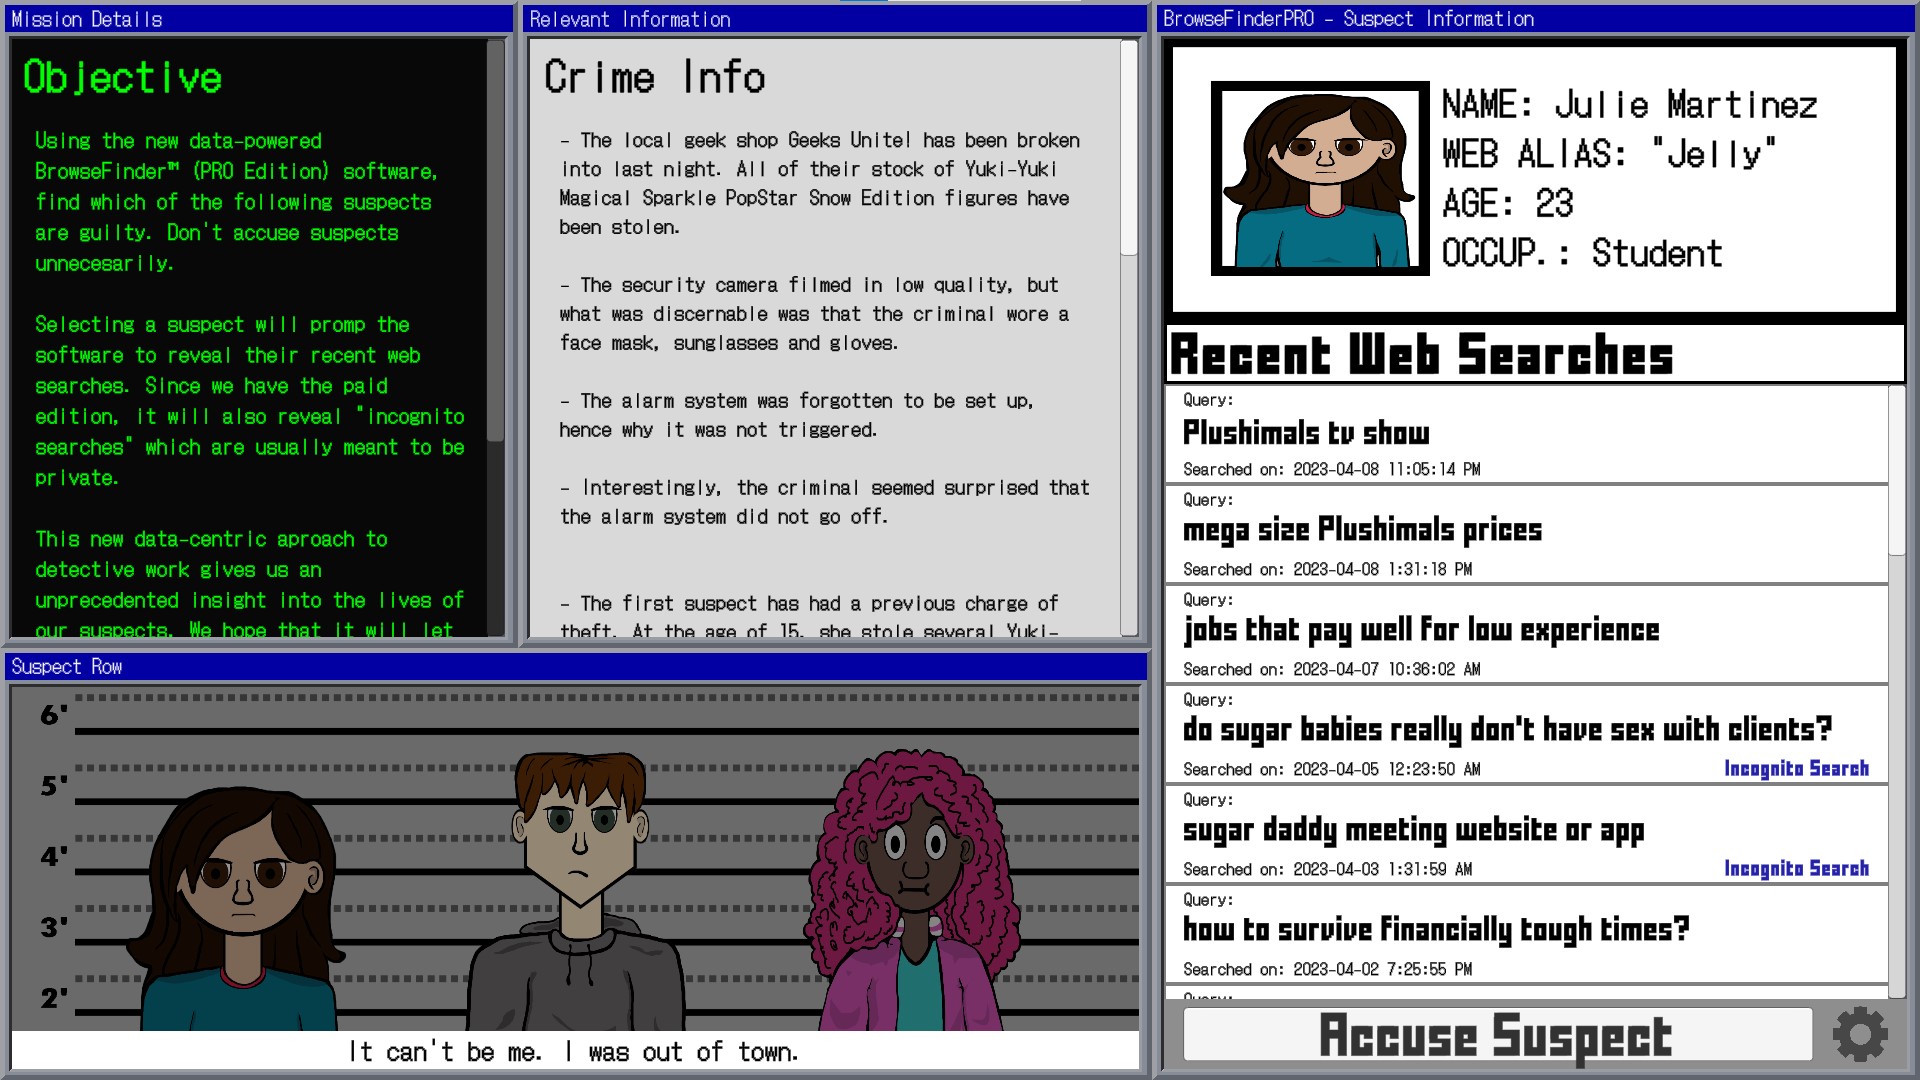 Mission Details
Objective
Using the new data-powered
BrowseFinder™ (PRO Edition) software,
find which of the following suspects
are guilty. Don't accuse suspects
unnecesarily.
Selecting a suspect will promp the
software to reveal their recent web
searches. Since we have the paid
edition, it will also reveal "incognito
searches" which are usually meant to be
private.
This new data-centric aproach to
detective work gives us an
unprecedented insight into the lives of
our suspects. We hope that it will let
Relevant Information
Crime Info
- The local geek shop Geeks Unite! has been broken
into last night. All of their stock of Yuki-Yuki
Magical Sparkle PopStar Snow Edition figures have
been stolen.
- The security camera filmed in low quality, but
what was discernable was that the criminal wore a
face mask, sunglasses and gloves.
- The alarm system was forgotten to be set up,
hence why it was not triggered.
- Interestingly, the criminal seemed surprised that
the alarm system did not go off.
- The first suspect has had a previous charge of
theft. At the age of 15, she stole several Yuki-
Suspect Row
6'
5'
4'
3'
2'
It can't be me. I was out of town.
BrowseFinderPRO - Suspect Information
NAME: Julie Martinez
WEB ALIAS: "Jelly"
AGE: 23
OCCUP.: Student
Recent Web Searches
Query:
Plushimals tv show
Searched on: 2023-04-08 11:05:14 PM
Query:
mega size Plushimals prices
Searched on: 2023-04-08 1:31:18 PM
Query:
jobs that pay well for low experience
Searched on: 2023-04-07 10:36:02 AM
Query:
do sugar babies really don't have sex with clients?
Searched on: 2023-04-05 12:23:50 AM
Incognito Search
Query:
sugar daddy meeting website or app
Searched on: 2023-04-03 1:31:59 AM
Incognito Search
Query:
how to survive financially tough times?
Searched on: 2023-04-02 7:25:55 PM
Query:
Accuse Suspect